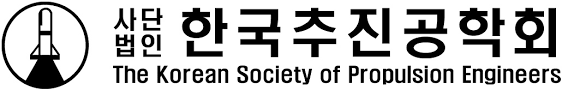 사단
법인
한국추진공학회
The Korean Society of Propulsion Engineers